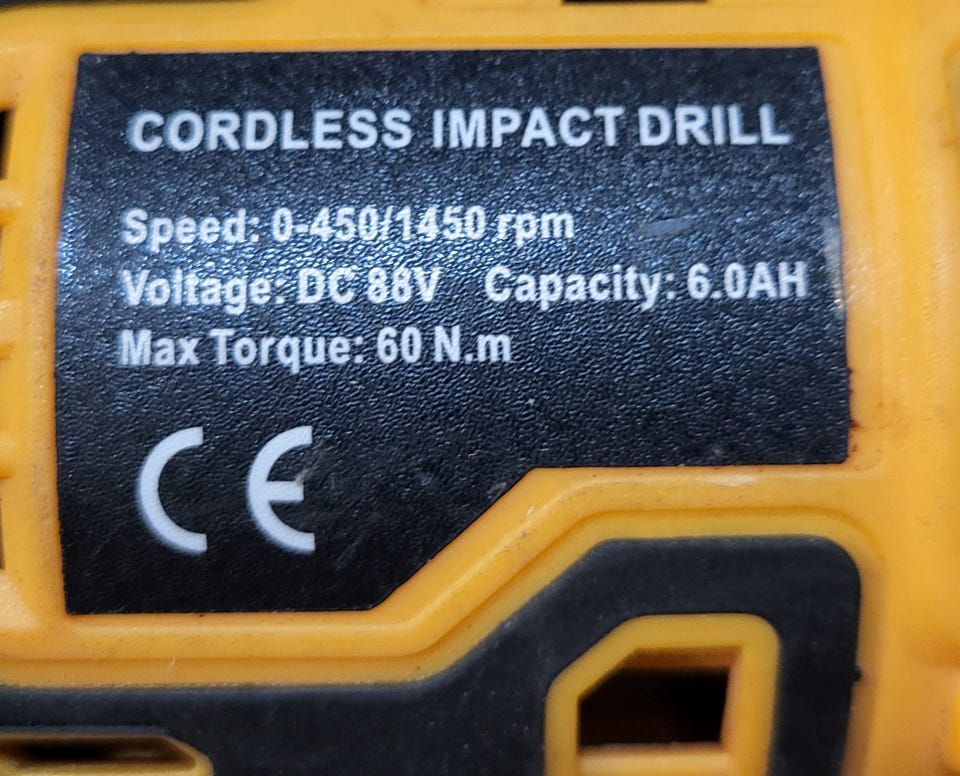 CORDLESS IMPACT DRILL
Speed: 0-450/1450 rpm
Voltage: DC 88V Capacity: 6.0AH
Max Torque: 60 N.m
CE